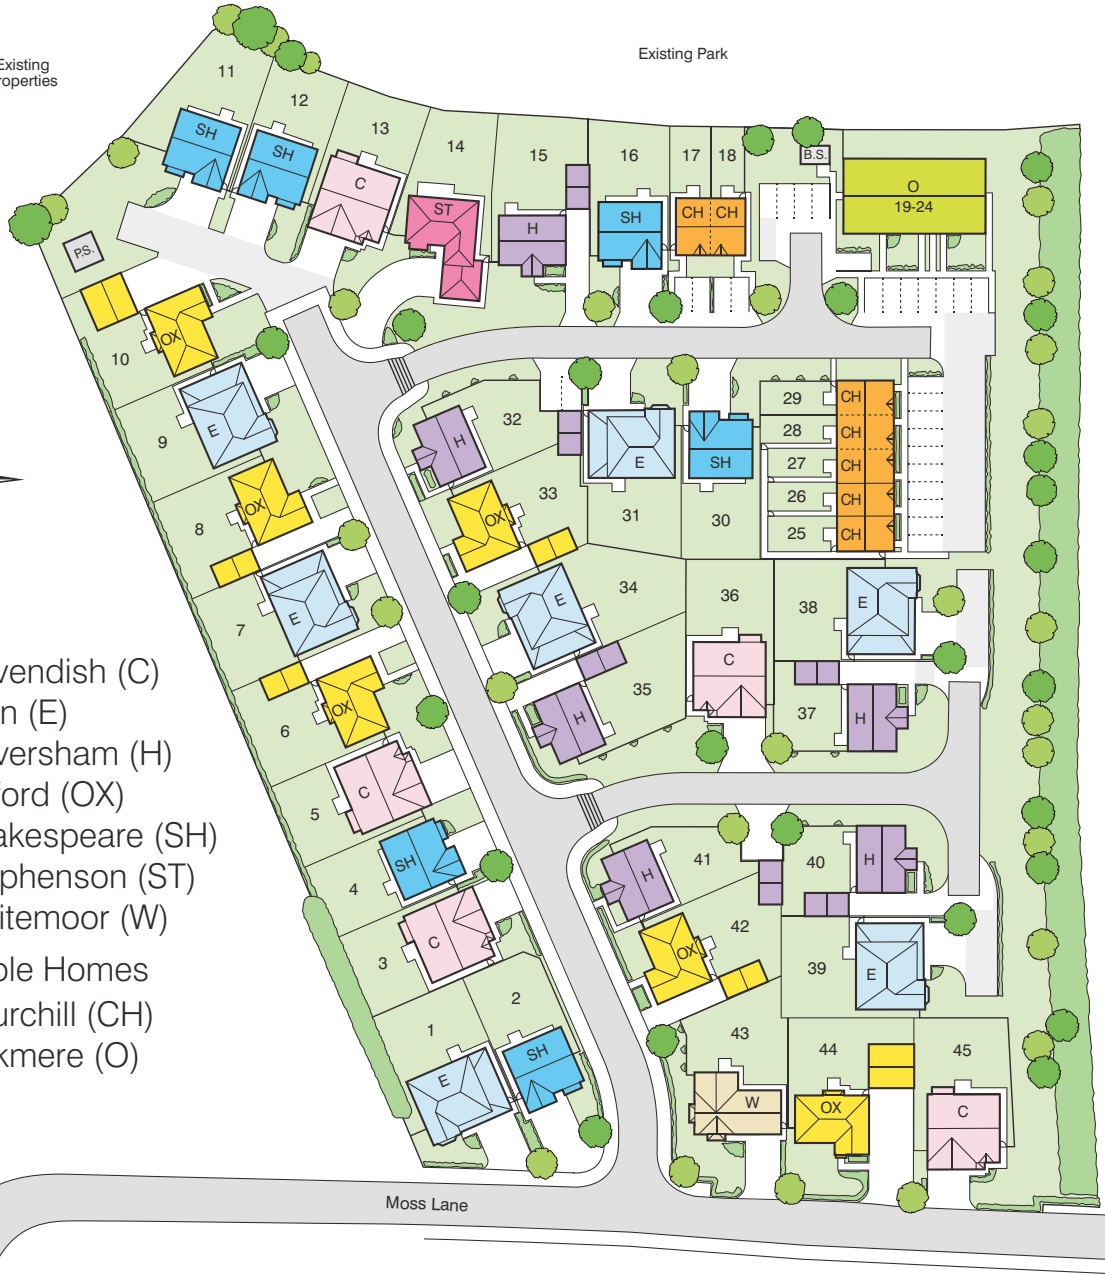 Existing Park
Existing
roperties
11
12
13
14
15
16
17
18
SH
SH
C
ST
H
SH
CH
CH
B.S.
O
19-24
P.S.
10
OX
9
E
8
OX
7
E
6
OX
5
C
4
SH
3
C
2
SH
1
E
32
H
33
OX
31
E
30
SH
29
CH
28
CH
27
CH
26
CH
25
CH
34
E
35
H
36
C
38
E
37
H
41
H
40
H
42
OX
39
E
43
W
44
OX
45
C
vendish (C)
n (E)
versham (H)
ford (OX)
akespeare (SH)
phenson (ST)
itemoor (W)
ble Homes
urchill (CH)
kmere (O)
Moss Lane